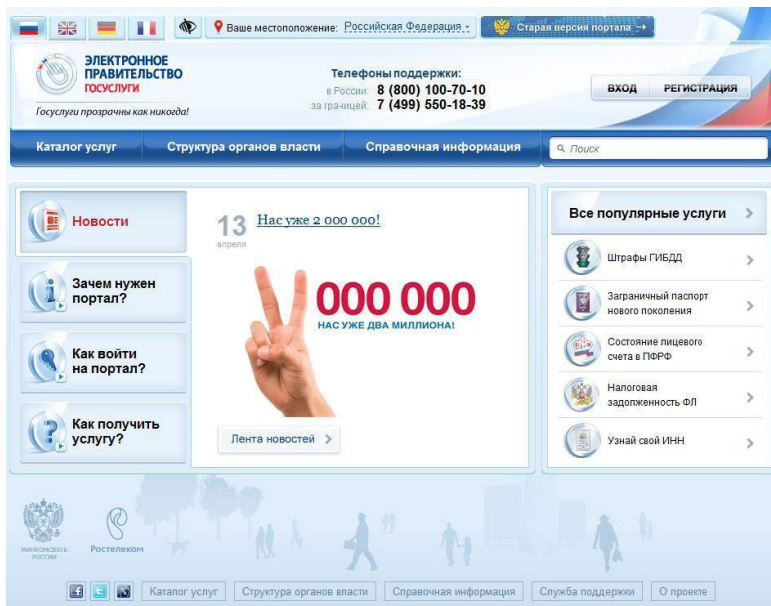 Ваше местоположение: Российская Федерация
Старая версия портала →
ЭЛЕКТРОННОЕ
ПРАВИТЕЛЬСТВО
ГОСУСЛУГИ
Госуслуги прозрачны как никогда!
Телефоны поддержки:
в России: 8 (800) 100-70-10
за границей: 7 (499) 550-18-39
ВХОД РЕГИСТРАЦИЯ
Каталог услуг Структура органов власти Справочная информация Поиск
Новости
Зачем нужен
портал?
Как войти
на портал?
Как получить
услугу?
13
апреля
Нас уже 2 000 000!
000 000
НАС УЖЕ ДВА МИЛЛИОНА!
Лента новостей
Все популярные услуги
Штрафы ГИБДД
Заграничный паспорт
нового поколения
Состояние лицевого
счета в ПФРФ
Налоговая
задолженность ФЛ
Узнай свой ИНН
МИНКОМСВЯЗЬ
РОССИИ
Ростелеком
Каталог услуг Структура органов власти Справочная информация Служба поддержки О проекте